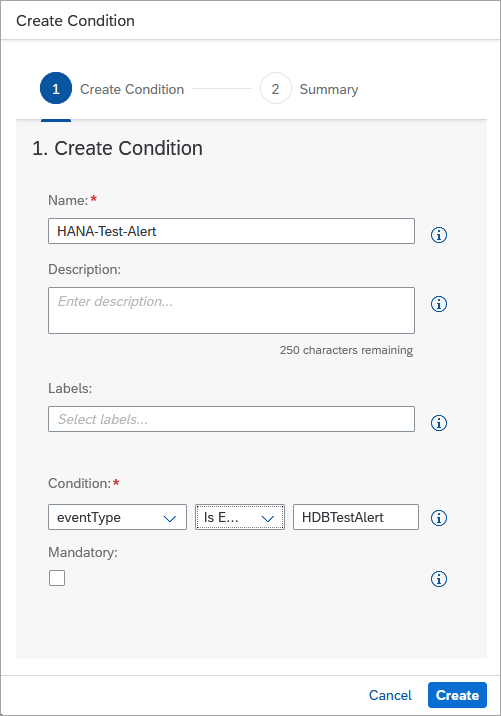 Create Condition
1 Create Condition 2 Summary
1. Create Condition
Name:*
HANA-Test-Alert
Description:
Enter description...
250 characters remaining
Labels:
Select labels...
Condition:*
eventType Is E... HDBTestAlert
Mandatory:
Cancel Create